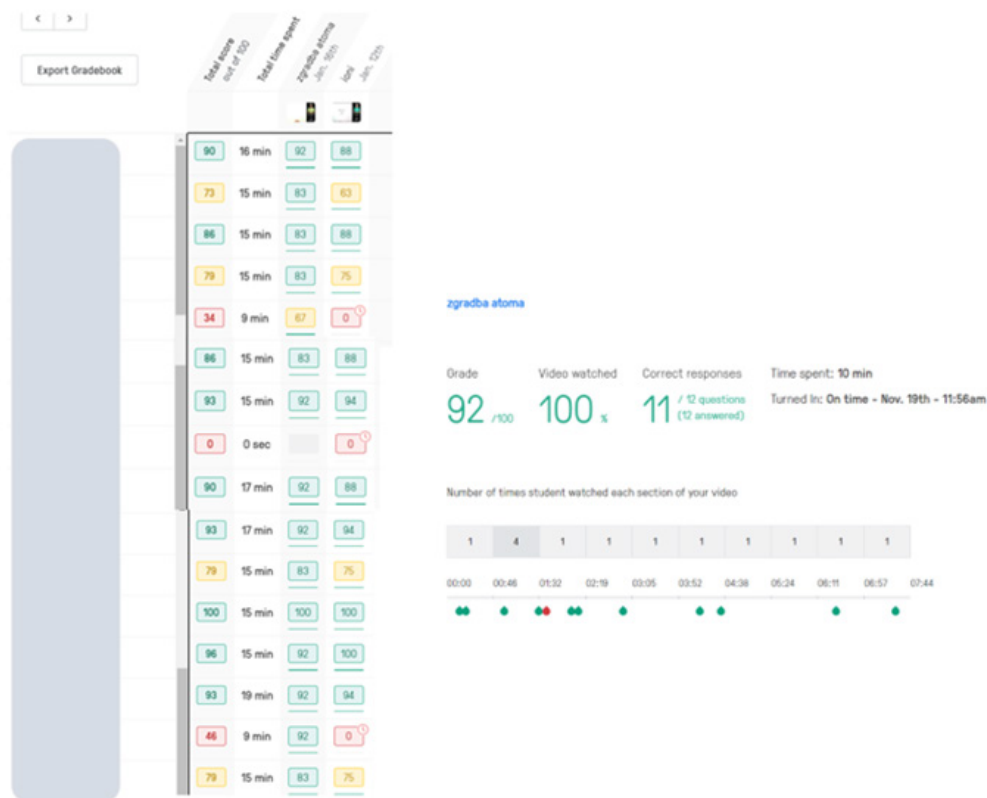 < >
Export Gradebook
Total score
out of 100
Total time spent
zgradba atoma
Jan. 16th
ioni
Jan. 12th
90 16 min 92 88
73 15 min 83 63
86 15 min 83 88
79 15 min 83 75
34 9 min 67 0
86 15 min 83 88
93 15 min 92 94
0 0 sec 0
90 17 min 92 88
93 17 min 92 94
79 15 min 83 75
100 15 min 100 100
96 15 min 92 100
93 19 min 92 94
46 9 min 92 0
79 15 min 83 75
zgradba atoma
Grade Video watched Correct responses Time spent: 10 min
92 /100 100 % 11 / 12 questions (12 answered) Turned In: On time - Nov. 19th - 11:56am
Number of times student watched each section of your video
1 4 1 1 1 1 1 1 1 1
00:00 00:46 01:32 02:19 03:05 03:52 04:38 05:24 06:11 06:57 07:44